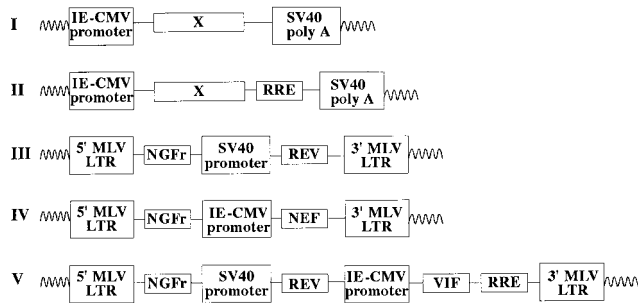 I IE-CMV promoter X SV40 poly A
II IE-CMV promoter X RRE SV40 poly A
III 5' MLV LTR NGFr SV40 promoter REV 3' MLV LTR
IV 5' MLV LTR NGFr IE-CMV promoter NEF 3' MLV LTR
V 5' MLV LTR NGFr SV40 promoter REV IE-CMV promoter VIF RRE 3' MLV LTR